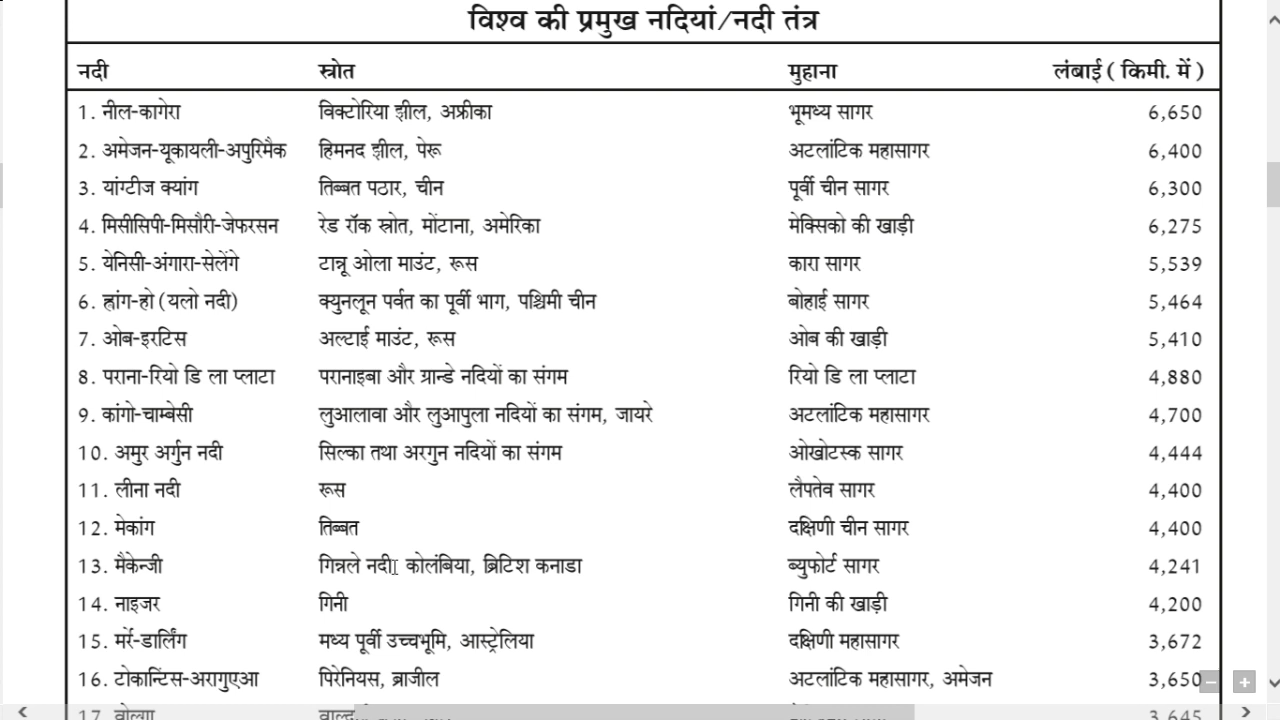 विश्व की प्रमुख नदियां/नदी तंत्र
नदी स्त्रोत मुहाना लंबाई ( किमी. में )
1. नील-कागेरा विक्टोरिया झील, अफ्रीका भूमध्य सागर 6,650
2. अमेजन-यूकायली-अपुरिमैक हिमनद झील, पेरू अटलांटिक महासागर 6,400
3. यांग्टीज क्यांग तिब्बत पठार, चीन पूर्वी चीन सागर 6,300
4. मिसीसिपी-मिसौरी-जेफरसन रेड रॉक स्त्रोत, मोंटाना, अमेरिका मेक्सिको की खाड़ी 6,275
5. येनिसी-अंगारा-सेलेंगे टान्नू ओला माउंट, रूस कारा सागर 5,539
6. ह्वांग-हो (यलो नदी) क्युनलून पर्वत का पूर्वी भाग, पश्चिमी चीन बोहाई सागर 5,464
7. ओब-इरटिस अल्टाई माउंट, रूस ओब की खाड़ी 5,410
8. पराना-रियो डि ला प्लाटा परानाइबा और ग्रान्डे नदियों का संगम रियो डि ला प्लाटा 4,880
9. कांगो-चाम्बेसी लुआलावा और लुआपुला नदियों का संगम, जायरे अटलांटिक महासागर 4,700
10. अमुर अर्गुन नदी सिल्का तथा अरगुन नदियों का संगम ओखोटस्क सागर 4,444
11. लीना नदी रूस लैपतेव सागर 4,400
12. मेकांग तिब्बत दक्षिणी चीन सागर 4,400
13. मैकेन्जी गिन्नले नदी, कोलंबिया, ब्रिटिश कनाडा ब्युफोर्ट सागर 4,241
14. नाइजर गिनी गिनी की खाड़ी 4,200
15. मर्रे-डार्लिंग मध्य पूर्वी उच्चभूमि, आस्ट्रेलिया दक्षिणी महासागर 3,672
16. टोकान्टिंस-अरागुएआ पिरेनियस, ब्राजील अटलांटिक महासागर, अमेजन 3,650
17. वोल्गा 3,645